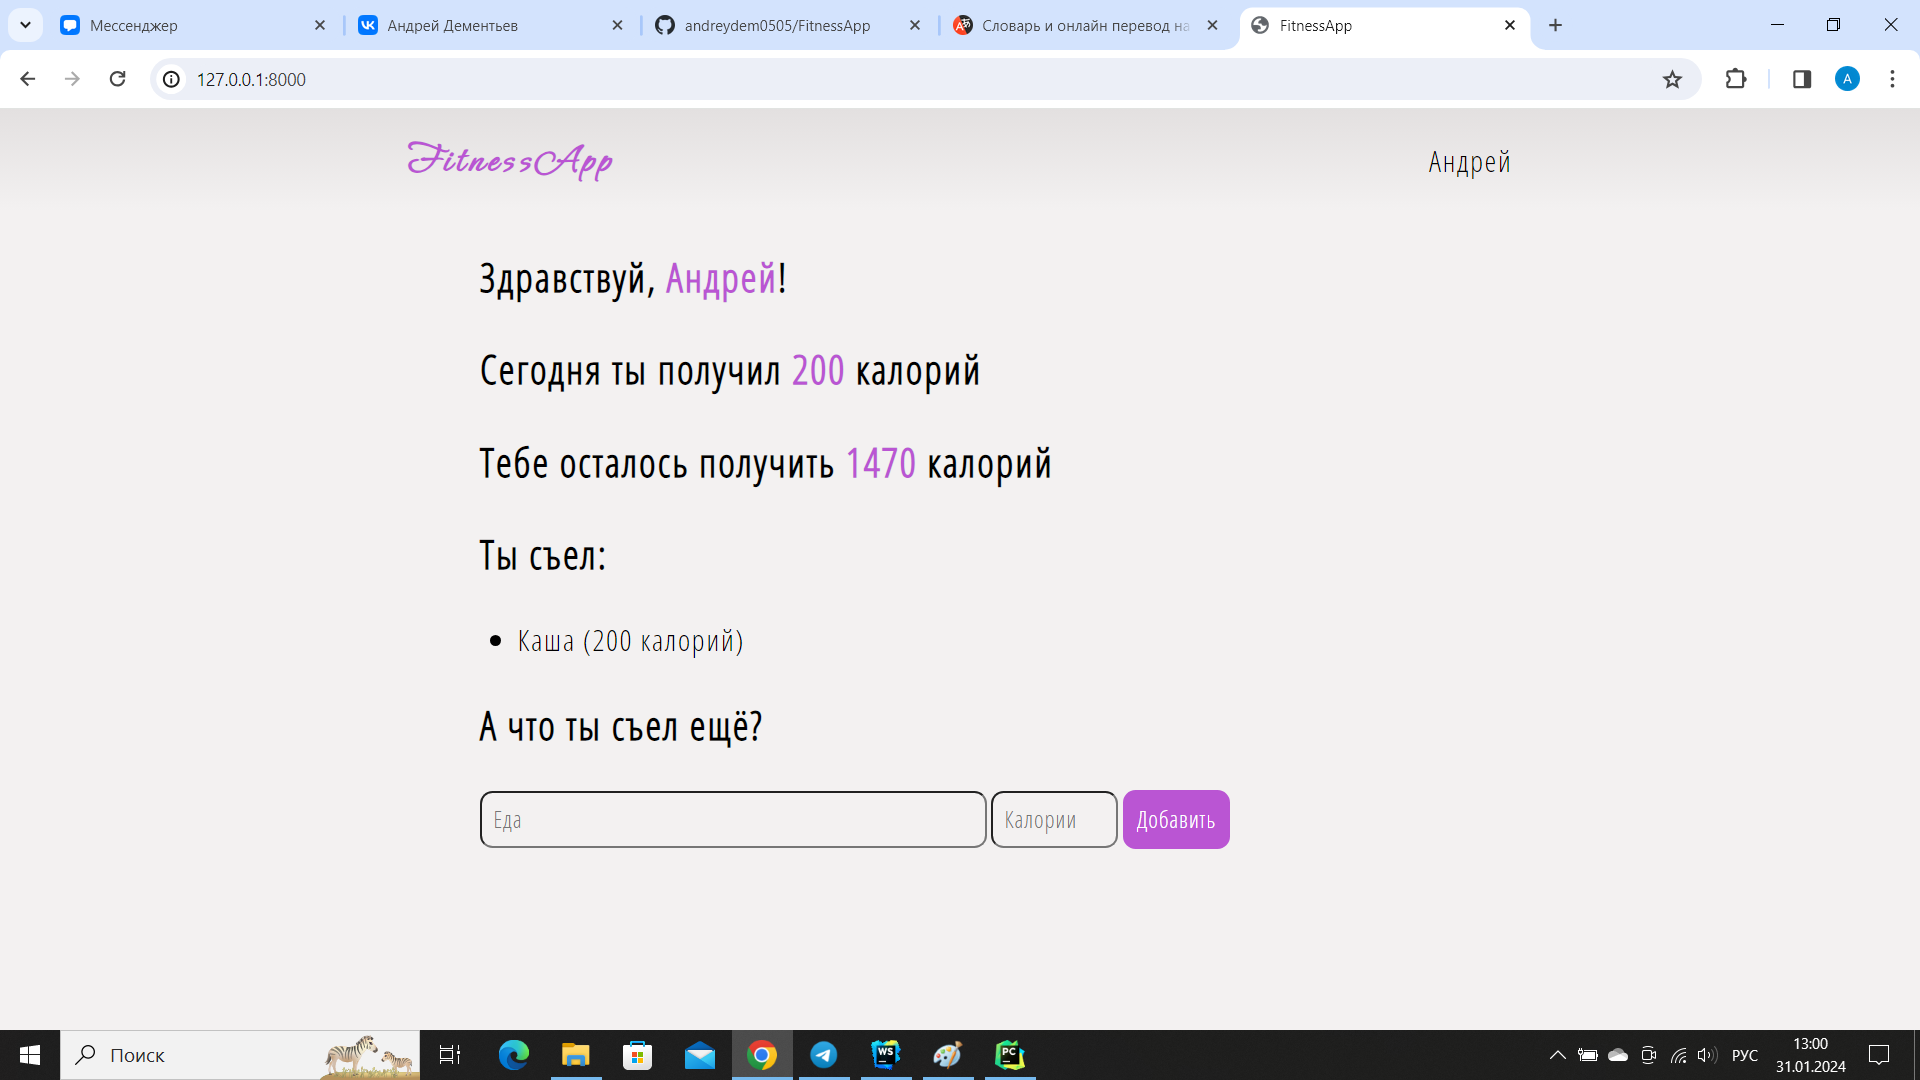 Мессенджер
Андрей Дементьев
andreydem0505/FitnessApp
Словарь и онлайн перевод на
FitnessApp
127.0.0.1:8000
A
FitnessApp
Андрей
Здравствуй, Андрей!
Сегодня ты получил 200 калорий
Тебе осталось получить 1470 калорий
Ты съел:
• Каша (200 калорий)
А что ты съел ещё?
Еда Калории Добавить
Поиск
WS
PC
РУС
13:00
31.01.2024